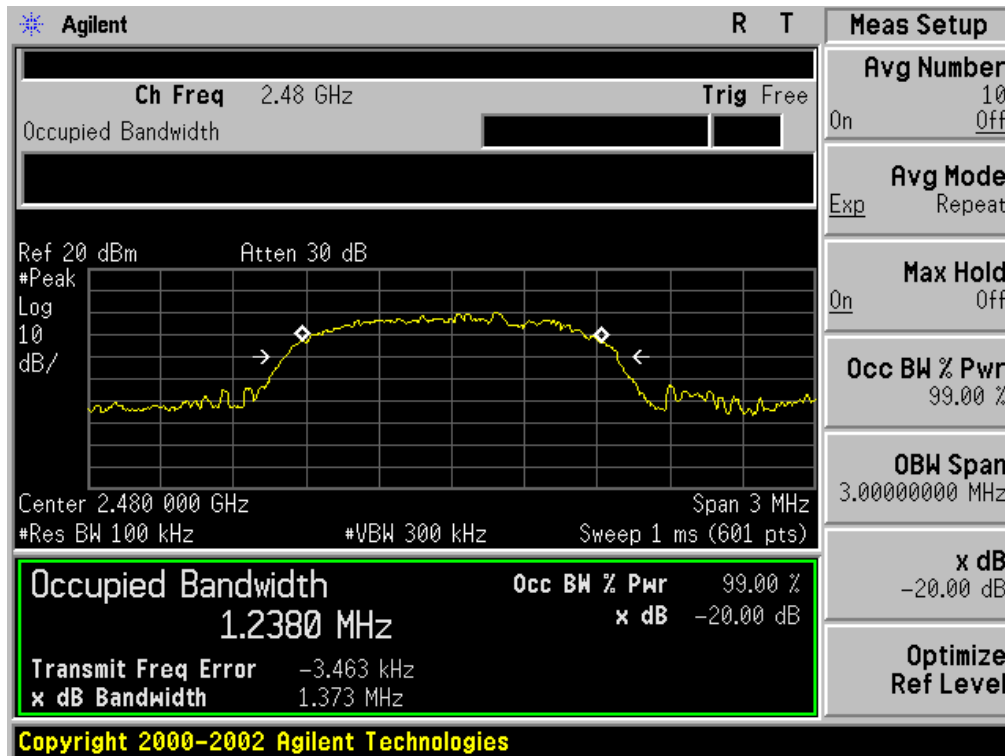 Agilent R T Meas Setup
Ch Freq 2.48 GHz Trig Free
Occupied Bandwidth
Ref 20 dBm Atten 30 dB
#Peak
Log
10
dB/
Center 2.480 000 GHz Span 3 MHz
#Res BW 100 kHz #VBW 300 kHz Sweep 1 ms (601 pts)
Occupied Bandwidth
1.2380 MHz
Occ BW % Pwr 99.00 %
x dB -20.00 dB
Transmit Freq Error -3.463 kHz
x dB Bandwidth 1.373 MHz
Avg Number
10
On Off
Avg Mode
Exp Repeat
Max Hold
On Off
Occ BW % Pwr
99.00 %
OBW Span
3.00000000 MHz
x dB
-20.00 dB
Optimize
Ref Level
Copyright 2000-2002 Agilent Technologies